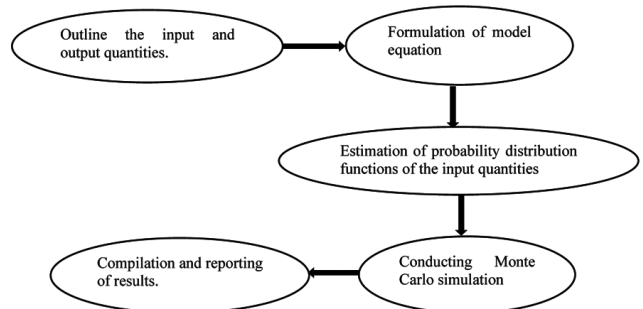 Outline the input and
output quantities.
Formulation of model
equation
Estimation of probability distribution
functions of the input quantities
Conducting Monte
Carlo simulation
Compilation and reporting
of results.